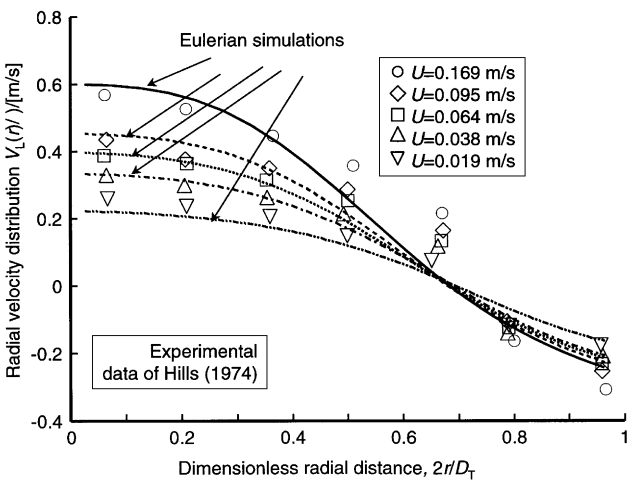 0.8
0.6
0.4
0.2
0
-0.2
-0.4
Radial velocity distribution V_L(r)/ )/[m/s]
Eulerian simulations
U=0.169 m/s
U=0.095 m/s
U=0.064 m/s
U=0.038 m/s
U=0.019 m/s
Experimental
data of Hills (1974)
0 0.2 0.4 0.6 0.8 1
Dimensionless radial distance, 2r/D_T